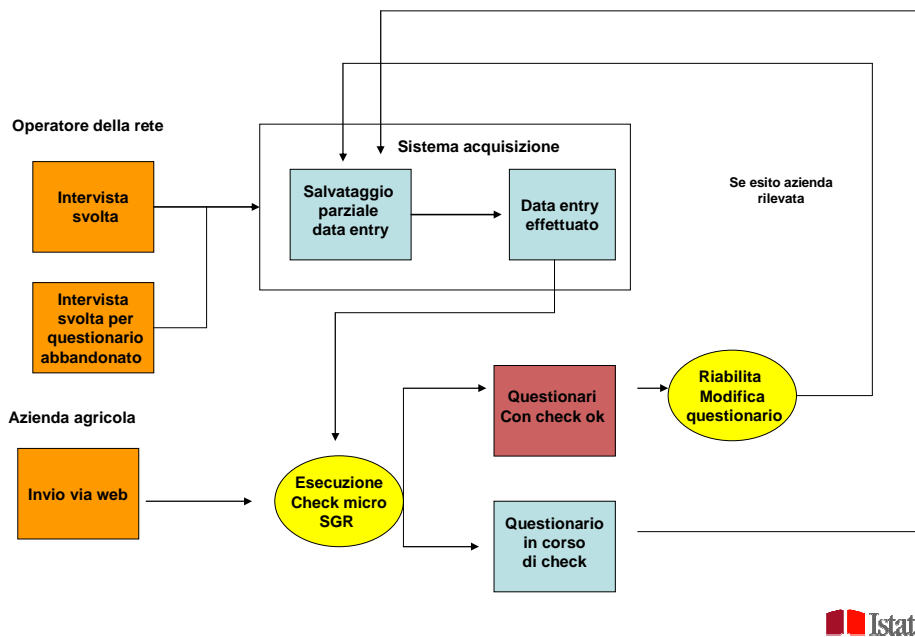 Operatore della rete
Sistema acquisizione
Intervista
svolta
Salvataggio
parziale
data entry
Data entry
effettuato
Se esito azienda
rilevata
Intervista
svolta per
questionario
abbandonato
Questionari
Con check ok
Riabilita
Modifica
questionario
Azienda agricola
Invio via web
Esecuzione
Check micro
SGR
Questionario
in corso
di check
Istat